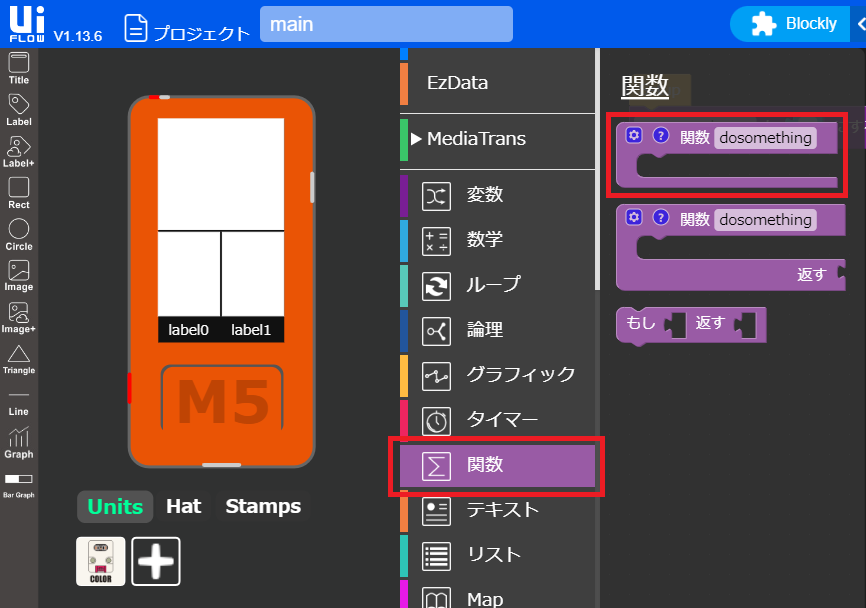 Ui
FLOW
V1.13.6
プロジェクト
main
Blockly
Title
Label
Label+
Rect
Circle
Image
Image+
Triangle
Line
Graph
Bar Graph
label0
label1
M5
Units
Hat
Stamps
COLOR
EzData
MediaTrans
変数
数学
ループ
論理
グラフィック
タイマー
関数
テキスト
リスト
Map
関数
関数 dosomething
関数 dosomething
返す
もし 返す